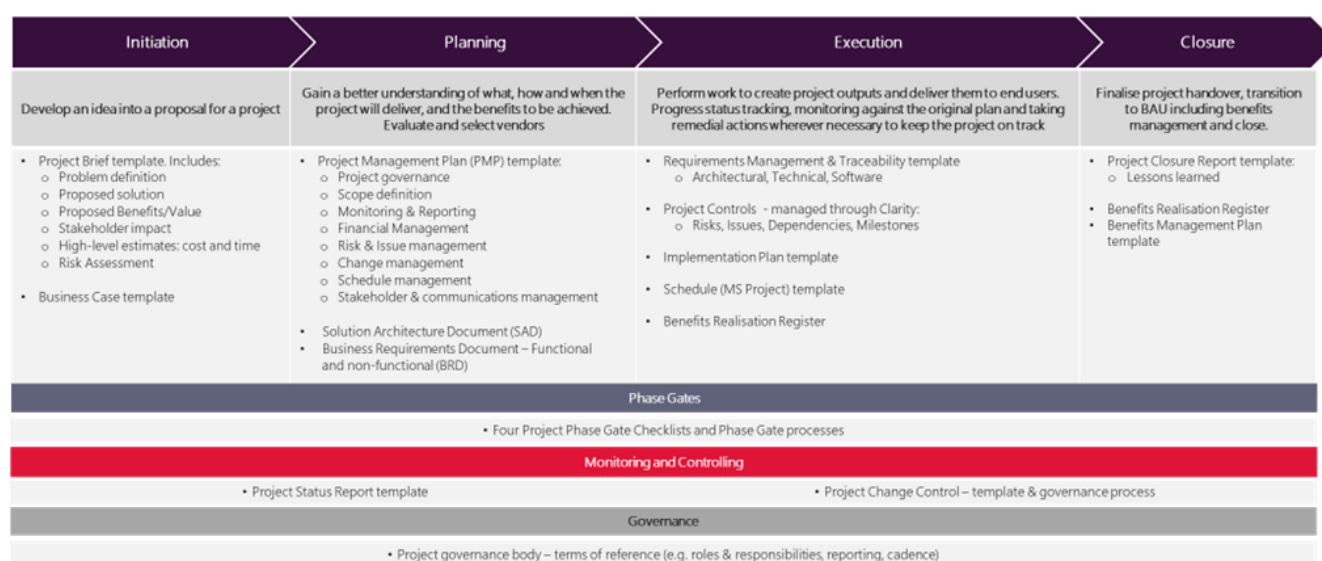 Initiation
Planning
Execution
Closure
Develop an idea into a proposal for a project
Gain a better understanding of what, how and when the
project will deliver, and the benefits to be achieved.
Evaluate and select vendors
Perform work to create project outputs and deliver them to end users.
Progress status tracking, monitoring against the original plan and taking
remedial actions wherever necessary to keep the project on track
Finalise project handover, transition
to BAU including benefits
management and close.
• Project Brief template. Includes:
o Problem definition
o Proposed solution
o Proposed Benefits/Value
o Stakeholder impact
o High-level estimates: cost and time
o Risk Assessment
• Business Case template
• Project Management Plan (PMP) template:
o Project governance
o Scope definition
o Monitoring & Reporting
o Financial Management
o Risk & Issue management
o Change management
o Schedule management
o Stakeholder & communications management
• Solution Architecture Document (SAD)
• Business Requirements Document – Functional
and non-functional (BRD)
• Requirements Management & Traceability template
o Architectural, Technical, Software
• Project Controls - managed through Clarity:
o Risks, Issues, Dependencies, Milestones
• Implementation Plan template
• Schedule (MS Project) template
• Benefits Realisation Register
• Project Closure Report template:
o Lessons learned
• Benefits Realisation Register
• Benefits Management Plan
template
Phase Gates
• Four Project Phase Gate Checklists and Phase Gate processes
Monitoring and Controlling
• Project Status Report template
• Project Change Control – template & governance process
Governance
• Project governance body – terms of reference (e.g. roles & responsibilities, reporting, cadence)